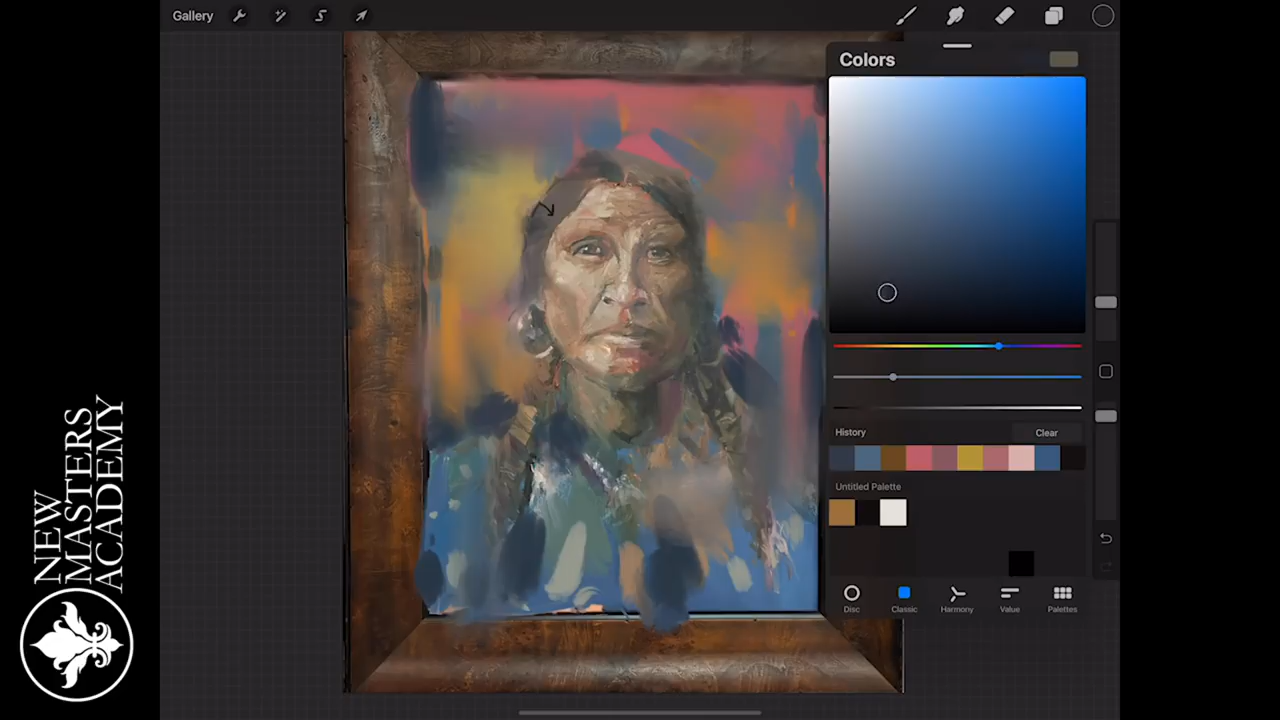 Gallery
Colors
History
Clear
Untitled Palette
Disc
Classic
Harmony
Value
Palettes
NEW
MASTERS
ACADEMY